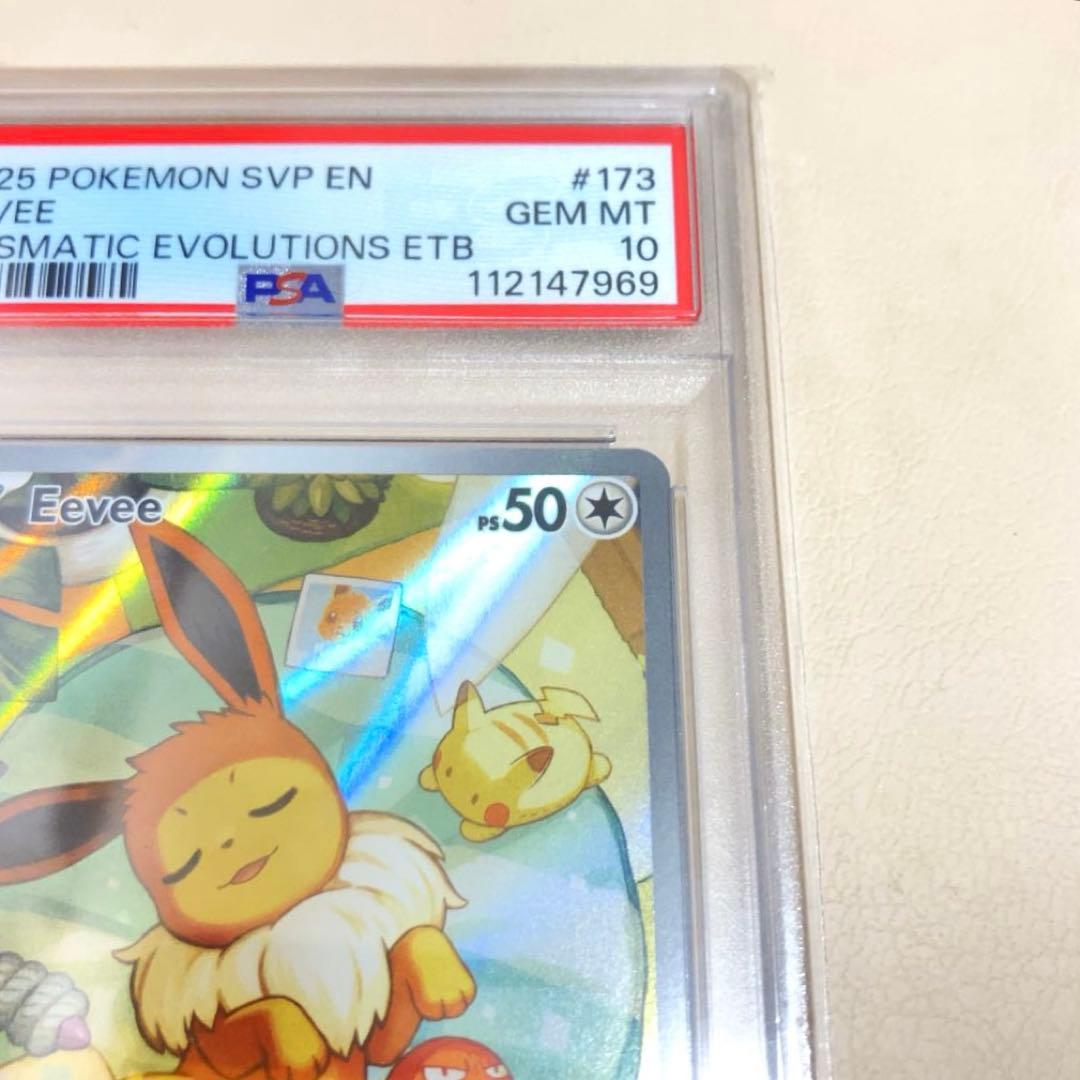 25 POKEMON SVP EN #173
VEE GEM MT
SMATIC EVOLUTIONS ETB 10
PSA 112147969
Eevee PS50